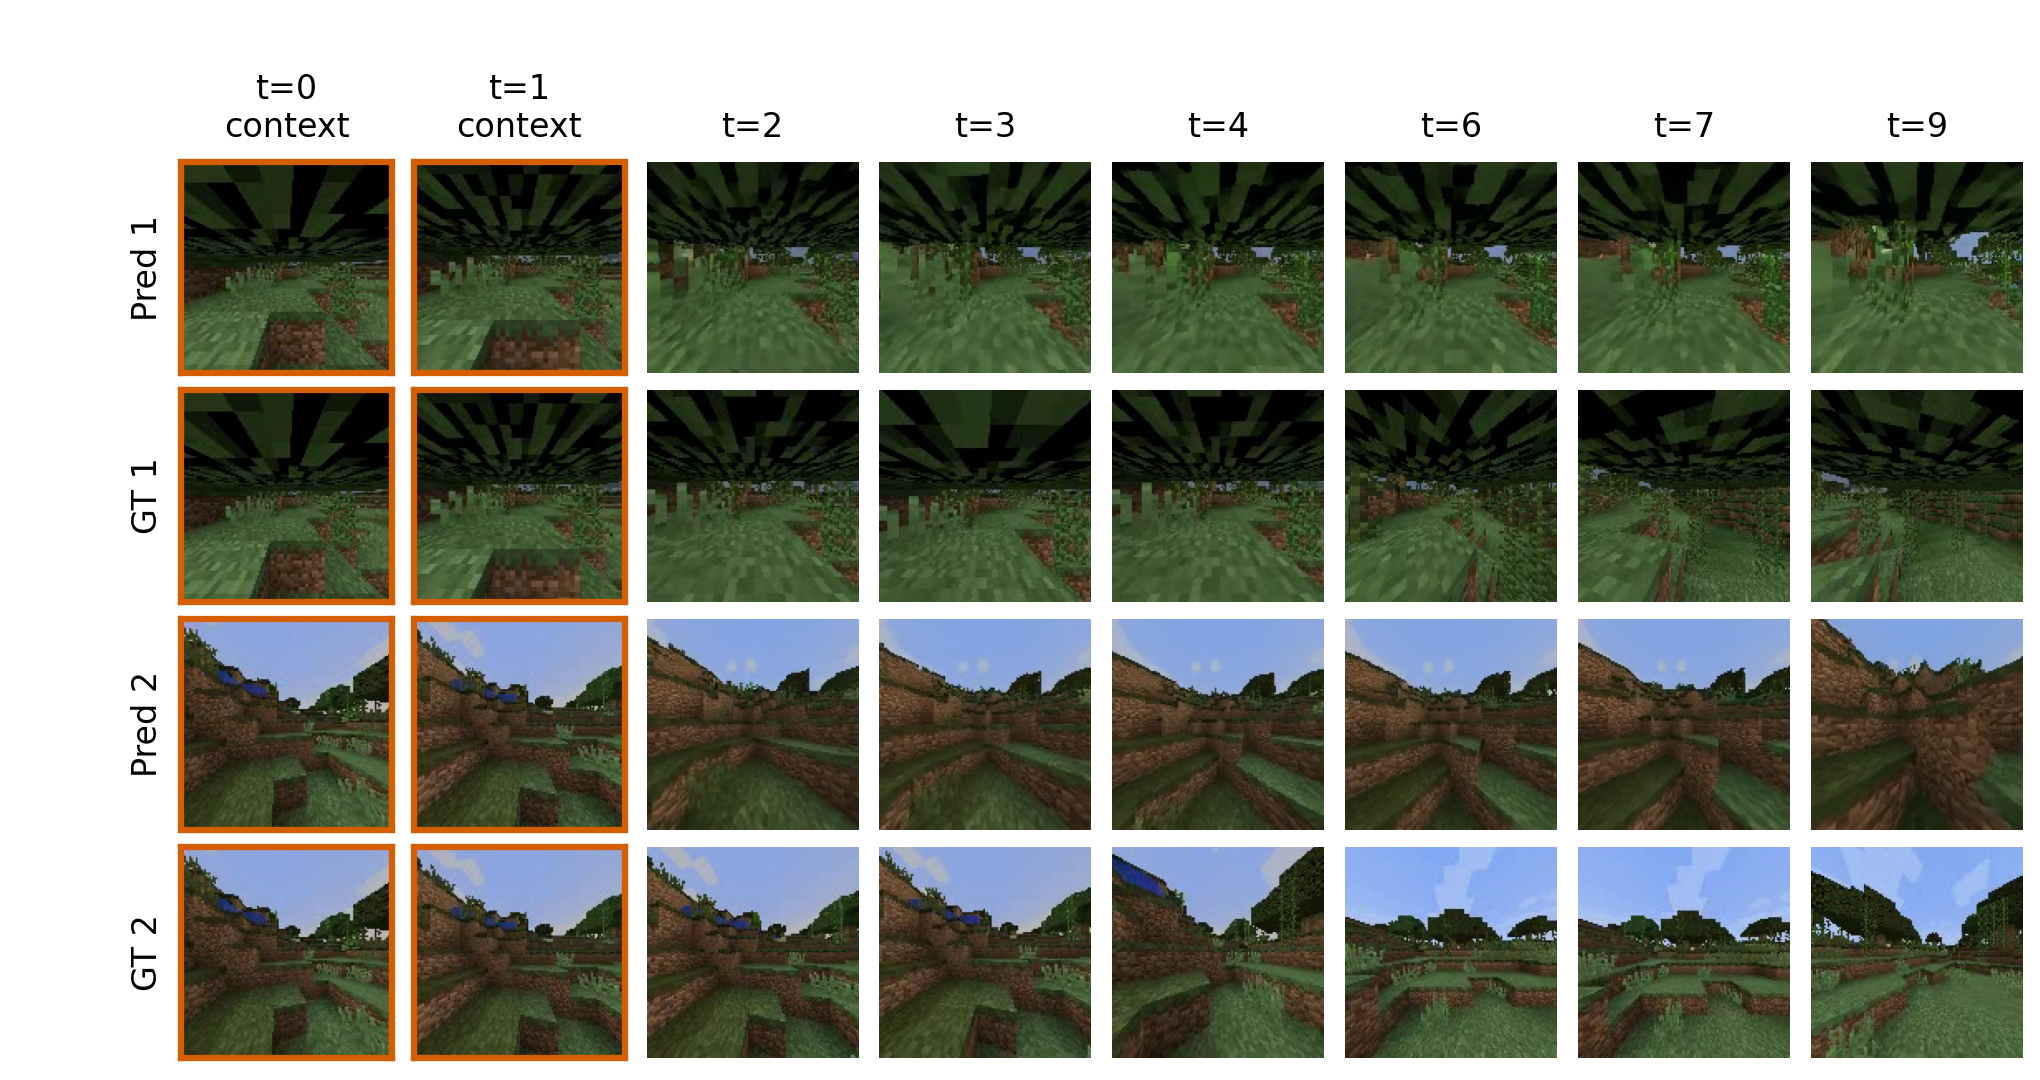 t=0
context
t=1
context
t=2
t=3
t=4
t=6
t=7
t=9
Pred 1
GT 1
Pred 2
GT 2